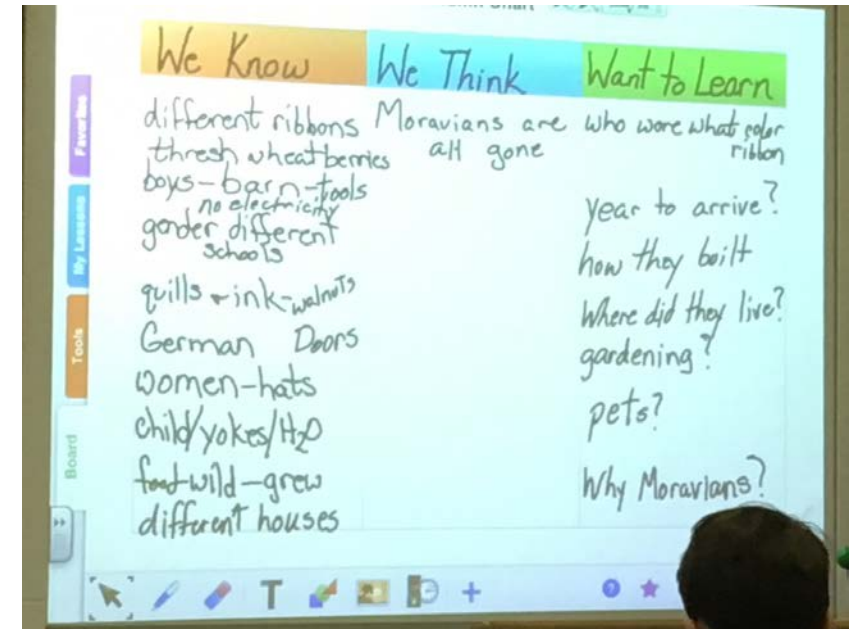 Chart
We Know
We Think
Want to Learn
different ribbons
thresh wheatberries
boys-barn-tools
no electricity
gender different
schools
quills + ink-walnuts
German Doors
women-hats
child/yokes/H2O
food-wild-grew
different houses
Moravians are
all gone
who wore what color
ribbon
year to arrive?
how they built
Where did they live?
gardening?
pets?
Why Moravians?
Favorites
My Lessons
Tools
Board
T
?